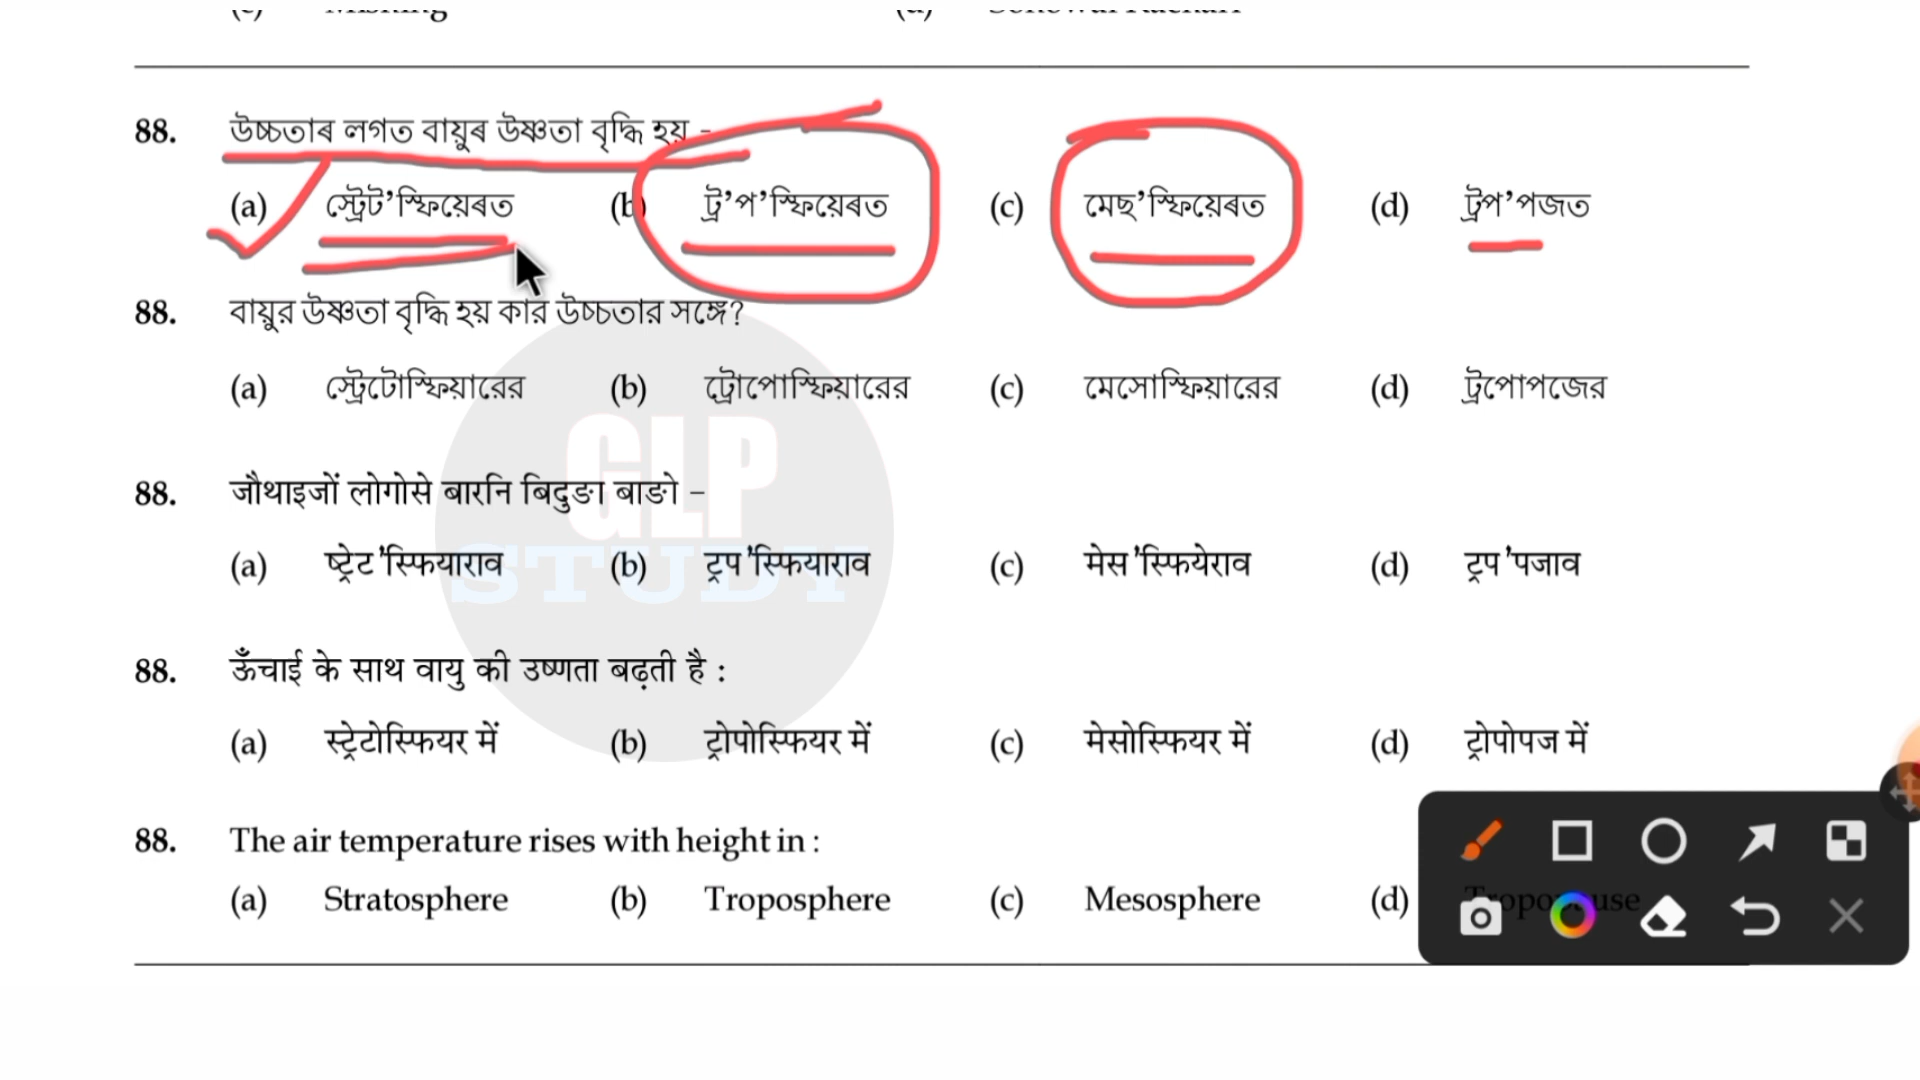 88. উচ্চতাৰ লগত বায়ুৰ উষ্ণতা বৃদ্ধি হয় -
(a) স্ট্ৰেট'স্ফিয়েৰত (b) ট্ৰ'প'স্ফিয়েৰত (c) মেছ'স্ফিয়েৰত (d) ট্ৰপ'পজত
88. বায়ুর উষ্ণতা বৃদ্ধি হয় কার উচ্চতার সঙ্গে?
(a) স্ট্রেটোস্ফিয়ারের (b) ট্রোপোস্ফিয়ারের (c) মেসোস্ফিয়ারের (d) ট্রপোপজের
GLP
STUDY
88. जौथाइजों लोगोसे बारनि बिदुङा बाङो –
(a) ष्ट्रेट'स्फियाराव (b) ट्रप'स्फियाराव (c) मेस'स्फियेराव (d) ट्रप'पजाव
88. ऊँचाई के साथ वायु की उष्णता बढ़ती है :
(a) स्ट्रेटोस्फियर में (b) ट्रोपोस्फियर में (c) मेसोस्फियर में (d) ट्रोपोपज में
88. The air temperature rises with height in :
(a) Stratosphere (b) Troposphere (c) Mesosphere (d)